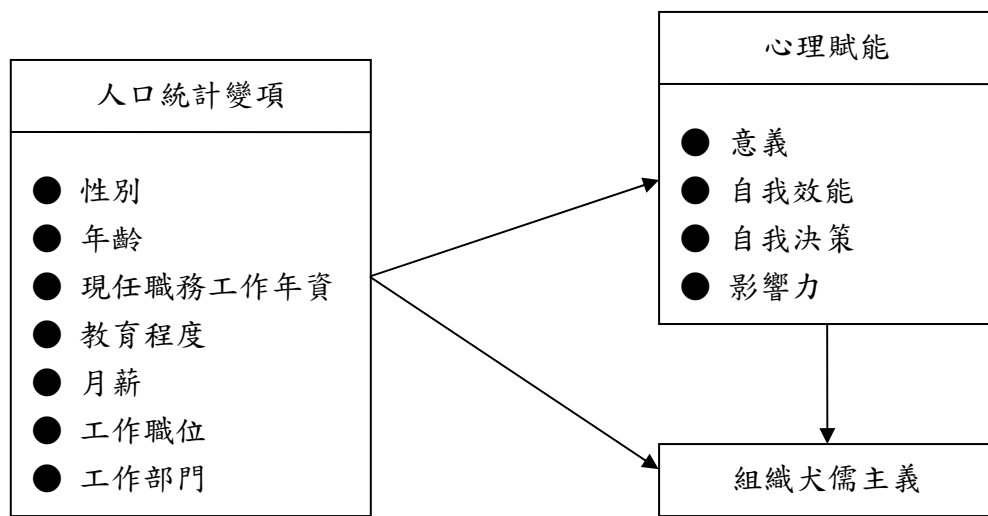 人口統計變項
● 性別
● 年齡
● 現任職務工作年資
● 教育程度
● 月薪
● 工作職位
● 工作部門
心理賦能
● 意義
● 自我效能
● 自我決策
● 影響力
組織犬儒主義